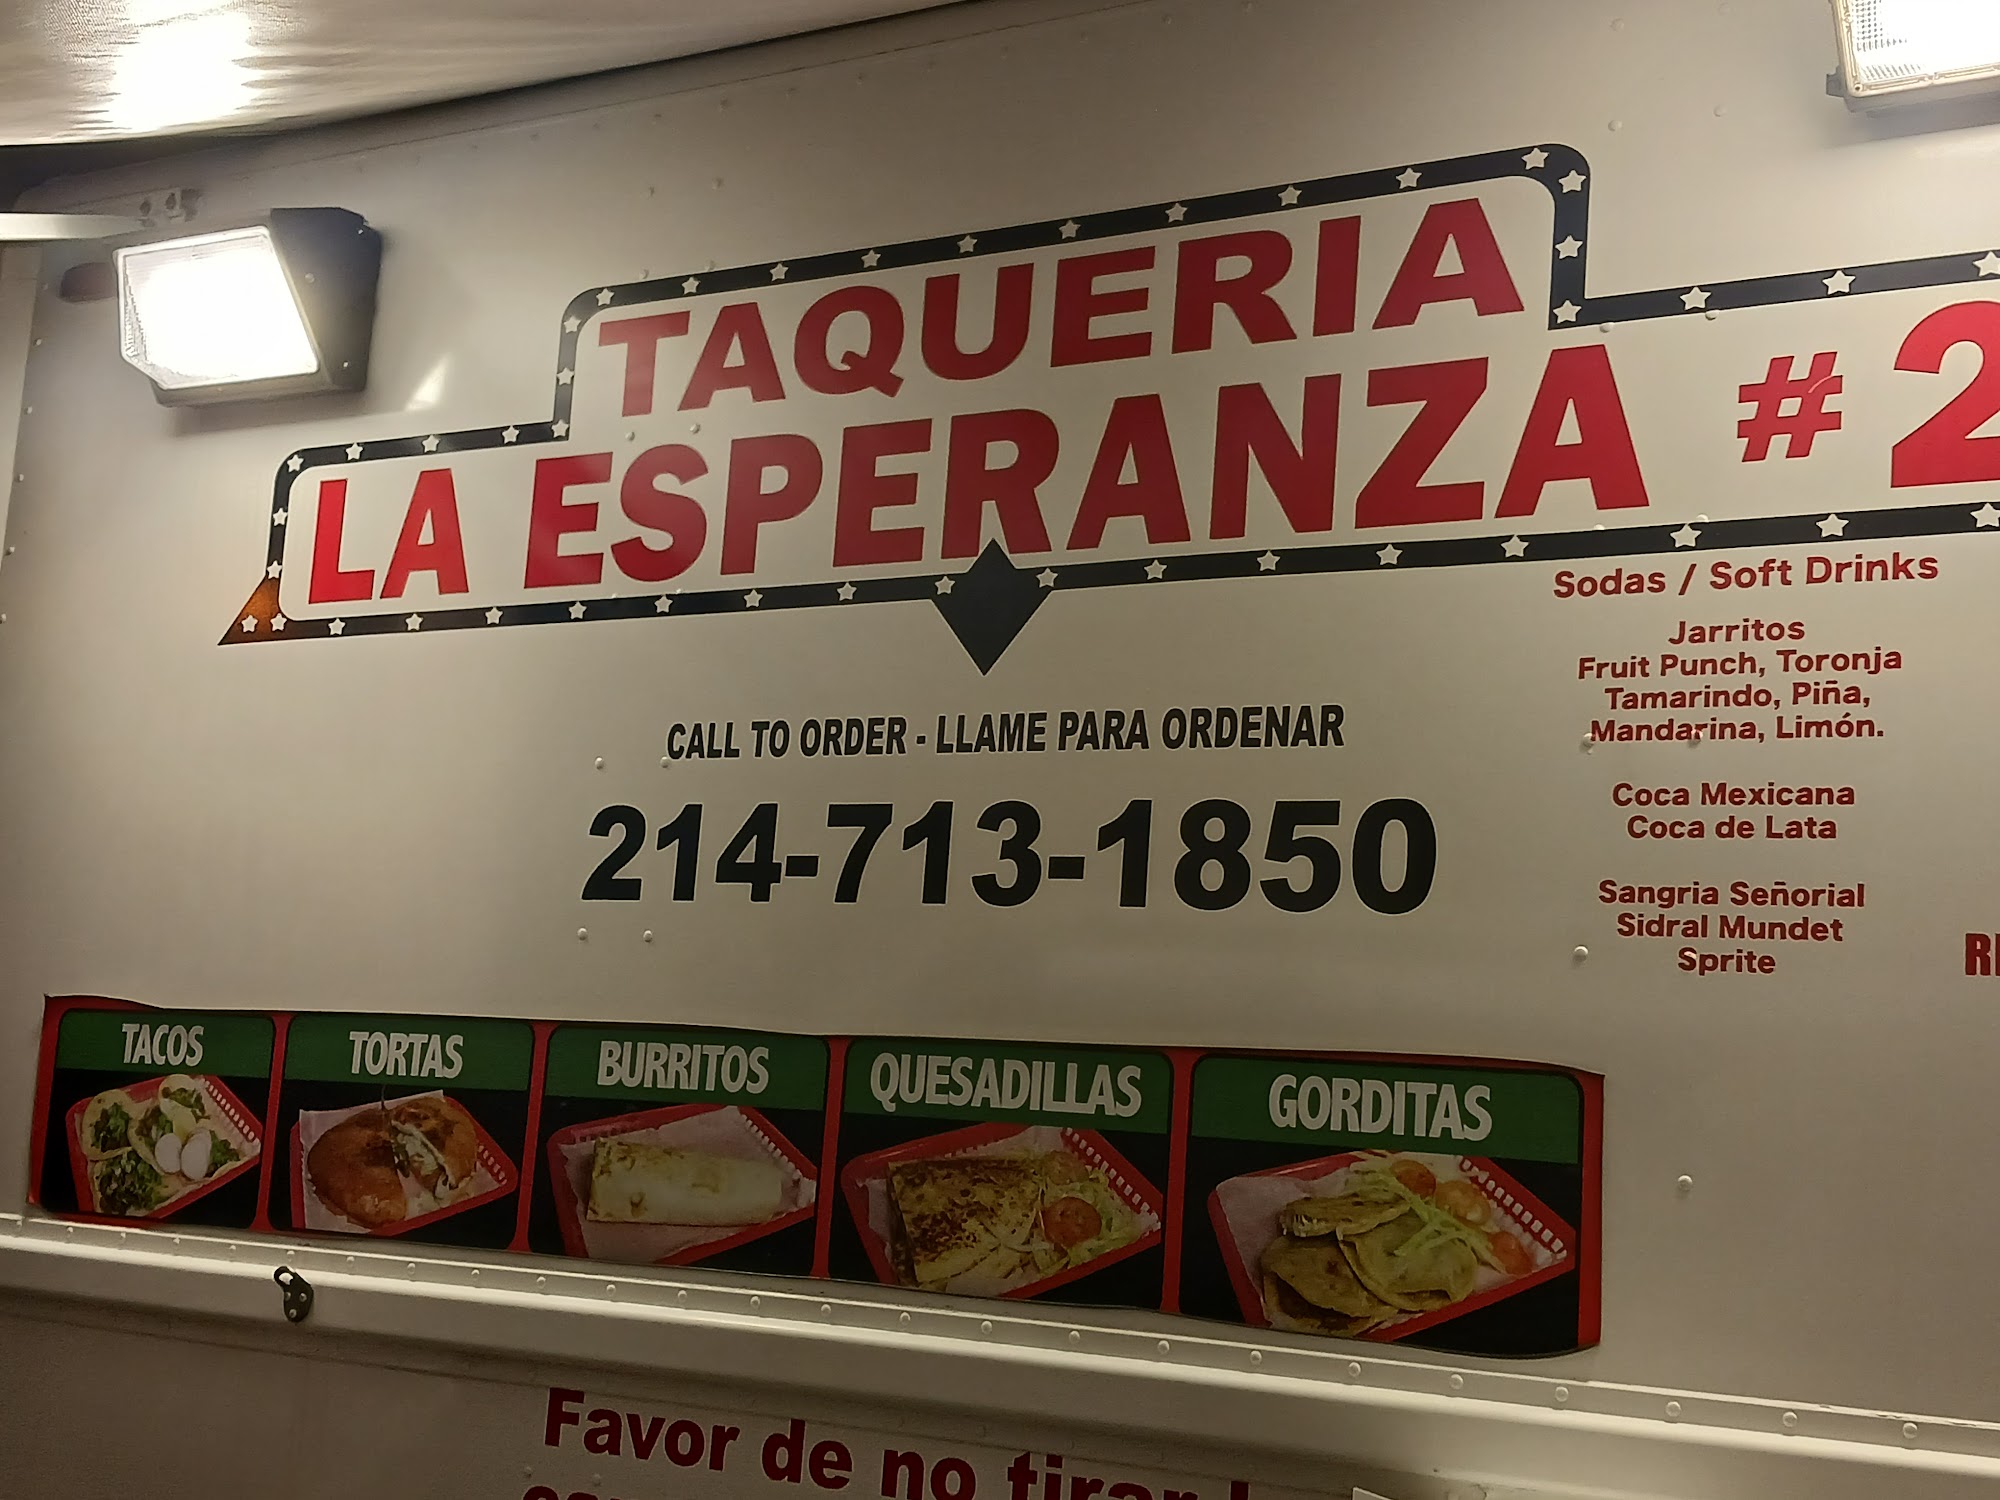 TAQUERIA
LA ESPERANZA # 2
CALL TO ORDER - LLAME PARA ORDENAR
214-713-1850
Sodas / Soft Drinks
Jarritos
Fruit Punch, Toronja
Tamarindo, Piña,
Mandarina, Limón.
Coca Mexicana
Coca de Lata
Sangria Señorial
Sidral Mundet
Sprite
TACOS
TORTAS
BURRITOS
QUESADILLAS
GORDITAS
Favor de no tirar